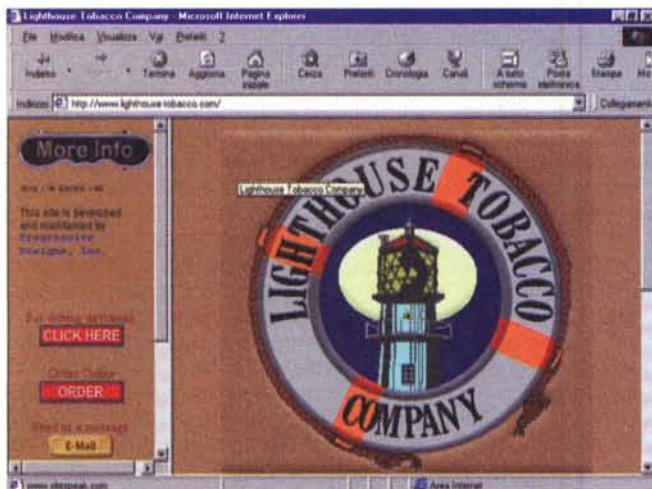 Lighthouse Tobacco Company - Microsoft Internet Explorer
File Modifica Visualizza Vai Preferiti ?
Indietro Termina Aggiorna Pagina iniziale Cerca Preferiti Cronologia Canali A tutto schermo Posta elettronica Stampa
Indirizzo http://www.lighthouse-tobacco.com/ Collegamenti
More Info
This site is developed
and maintained by
Progressive
Designs, Inc.
CLICK HERE
Order Online
ORDER
Send us a message
E-Mail
Lighthouse Tobacco Company
LIGHTHOUSE TOBACCO
COMPANY
Area Internet